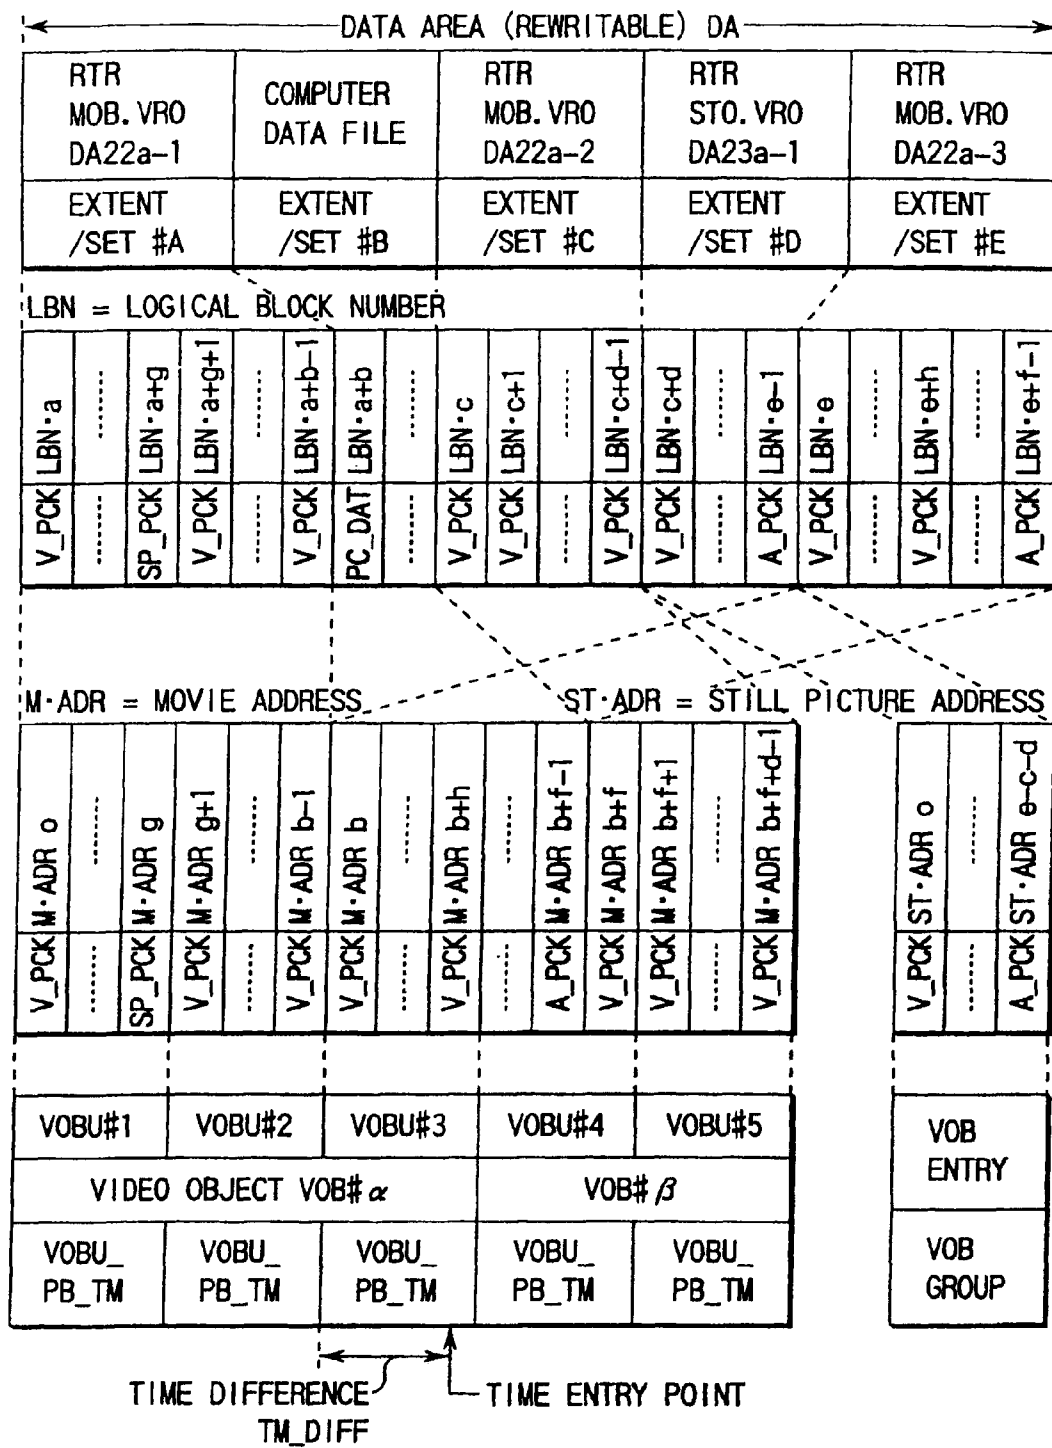 DATA AREA (REWRITABLE) DA
RTR MOB.VRO DA22a-1
COMPUTER DATA FILE
RTR MOB.VRO DA22a-2
RTR STO.VRO DA23a-1
RTR MOB.VRO DA22a-3
EXTENT /SET #A
EXTENT /SET #B
EXTENT /SET #C
EXTENT /SET #D
EXTENT /SET #E
LBN = LOGICAL BLOCK NUMBER
V_PCK LBN·a
SP_PCK LBN·a+g
V_PCK LBN·a+g+1
V_PCK LBN·a+b-1
PC_DAT LBN·a+b
V_PCK LBN·c
V_PCK LBN·c+1
V_PCK LBN·c+d-1
V_PCK LBN·c+d
A_PCK LBN·e-1
V_PCK LBN·e
V_PCK LBN·e+h
A_PCK LBN·e+f-1
M·ADR = MOVIE ADDRESS
ST·ADR = STILL PICTURE ADDRESS
V_PCK M·ADR o
SP_PCK M·ADR g
V_PCK M·ADR g+1
V_PCK M·ADR b-1
V_PCK M·ADR b
V_PCK M·ADR b+h
A_PCK M·ADR b+f-1
V_PCK M·ADR b+f
V_PCK M·ADR b+f+1
V_PCK M·ADR b+f+d-1
V_PCK ST·ADR o
A_PCK ST·ADR e-c-d
VOBU#1
VOBU#2
VOBU#3
VOBU#4
VOBU#5
VIDEO OBJECT VOB#α
VOB#β
VOBU_ PB_TM
VOBU_ PB_TM
VOBU_ PB_TM
VOBU_ PB_TM
VOBU_ PB_TM
VOB ENTRY
VOB GROUP
TIME DIFFERENCE TM_DIFF
TIME ENTRY POINT